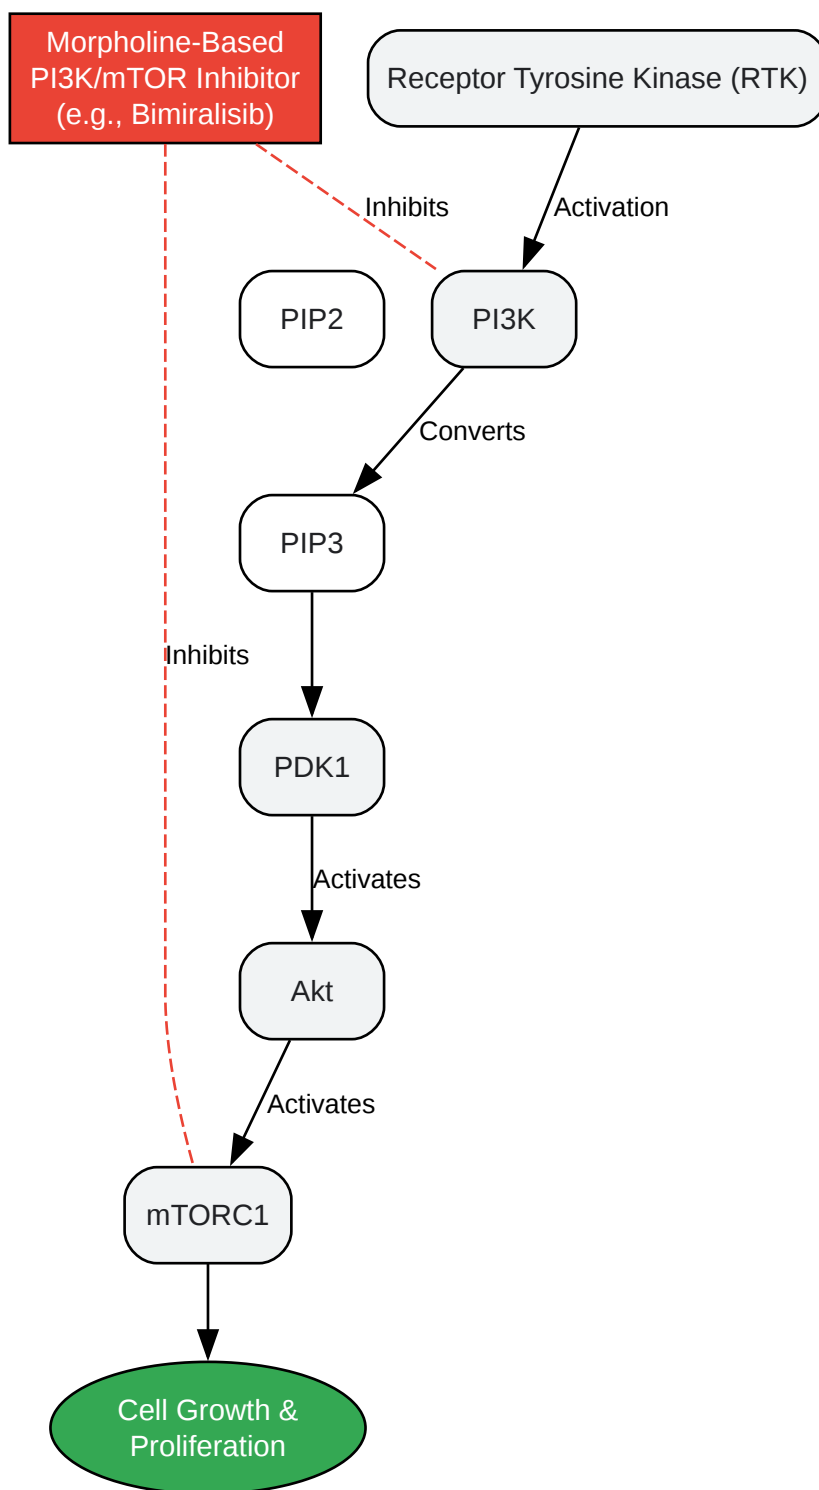 Morpholine-Based
PI3K/mTOR Inhibitor
(e.g., Bimiralisib)
Receptor Tyrosine Kinase (RTK)
Inhibits
Activation
PIP2
PI3K
Converts
PIP3
Inhibits
PDK1
Activates
Akt
Activates
mTORC1
Cell Growth &
Proliferation